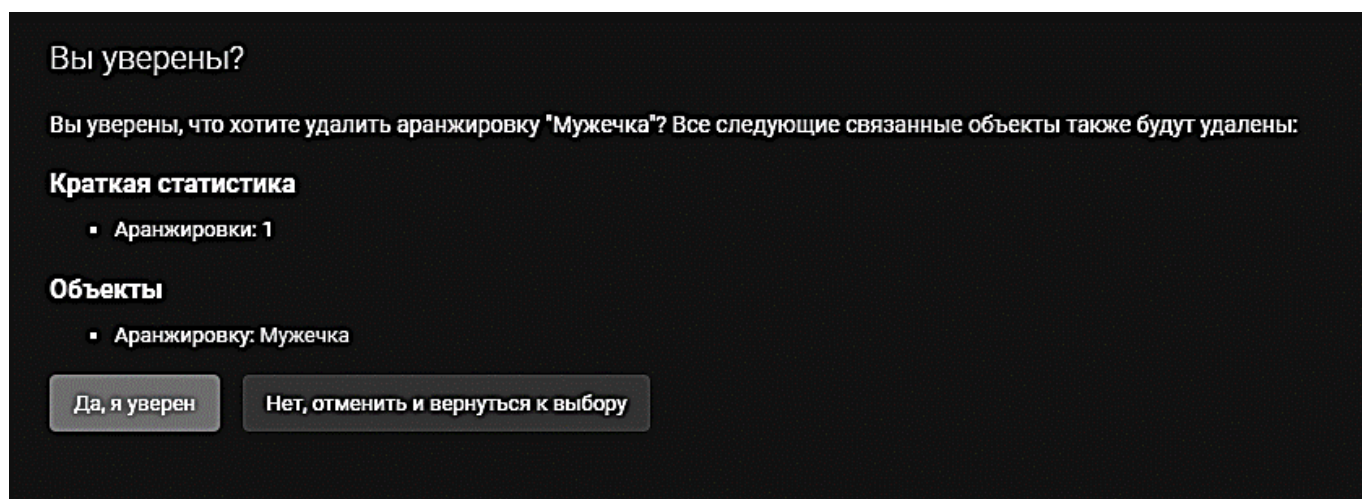 Вы уверены?
Вы уверены, что хотите удалить аранжировку "Мужечка"? Все следующие связанные объекты также будут удалены:
Краткая статистика
▪ Аранжировки: 1
Объекты
▪ Аранжировку: Мужечка
Да, я уверен Нет, отменить и вернуться к выбору